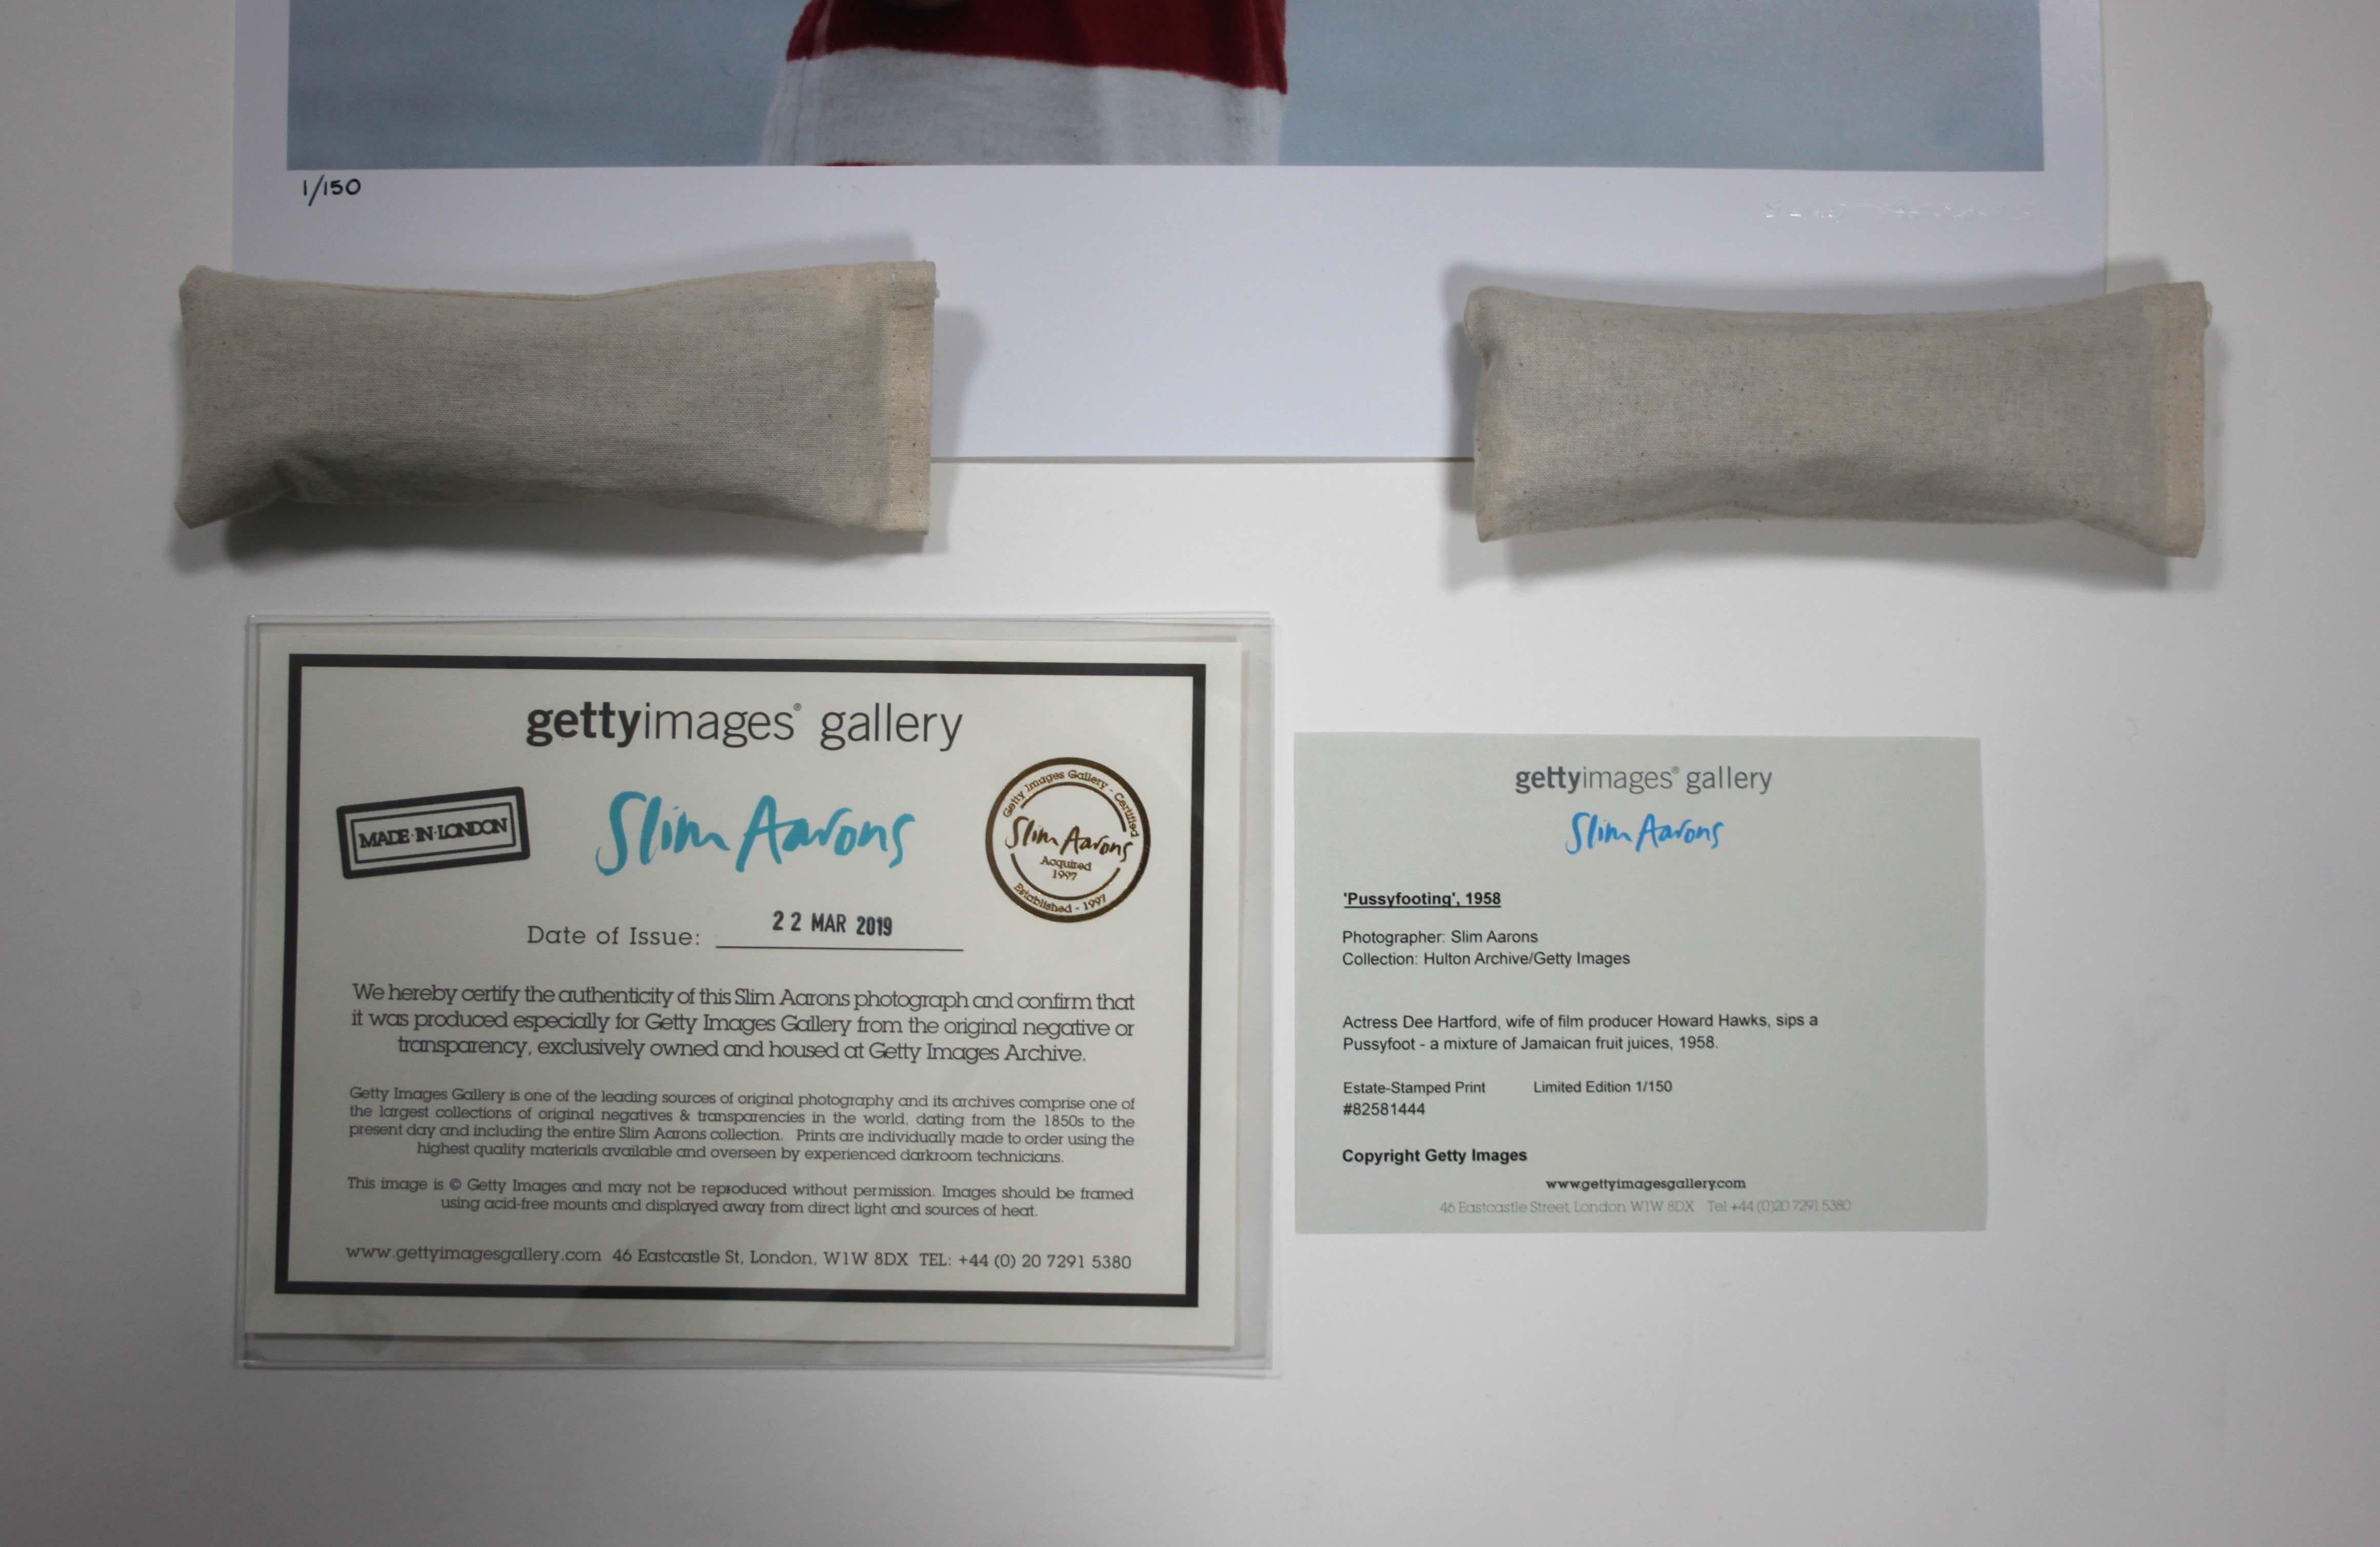 1/150
gettyimages® gallery
MADE·IN·LONDON
Slim Aarons
Getty Images Gallery - Certified
Slim Aarons
Acquired
1997
Established - 1997
Date of Issue: 22 MAR 2019
We hereby certify the authenticity of this Slim Aarons photograph and confirm that
it was produced especially for Getty Images Gallery from the original negative or
transparency, exclusively owned and housed at Getty Images Archive.
Getty Images Gallery is one of the leading sources of original photography and its archives comprise one of
the largest collections of original negatives & transparencies in the world, dating from the 1850s to the
present day and including the entire Slim Aarons collection. Prints are individually made to order using the
highest quality materials available and overseen by experienced darkroom technicians.
This image is © Getty Images and may not be reproduced without permission. Images should be framed
using acid-free mounts and displayed away from direct light and sources of heat.
www.gettyimagesgallery.com 46 Eastcastle St, London, W1W 8DX TEL: +44 (0) 20 7291 5380
gettyimages® gallery
Slim Aarons
'Pussyfooting', 1958
Photographer: Slim Aarons
Collection: Hulton Archive/Getty Images
Actress Dee Hartford, wife of film producer Howard Hawks, sips a
Pussyfoot - a mixture of Jamaican fruit juices, 1958.
Estate-Stamped Print Limited Edition 1/150
#82581444
Copyright Getty Images
www.gettyimagesgallery.com
46 Eastcastle Street London W1W 8DX Tel +44 (0)20 7291 5380